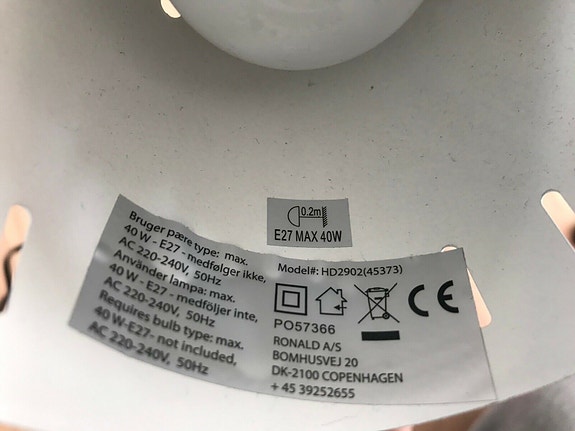 0.2m
E27 MAX 40W
Bruger pære type: max.
40 W - E27 - medfølger ikke,
AC 220-240V, 50Hz
Använder lampa: max.
40 W - E27 - medföljer inte,
AC 220-240V, 50Hz
Requires bulb type: max.
40 W-E27- not included,
AC 220-240V, 50Hz
Model#: HD2902(45373)
CE
PO57366
RONALD A/S
BOMHUSVEJ 20
DK-2100 COPENHAGEN
+ 45 39252655